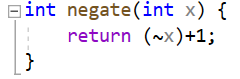 int negate(int x) {
    return (~x)+1;
}